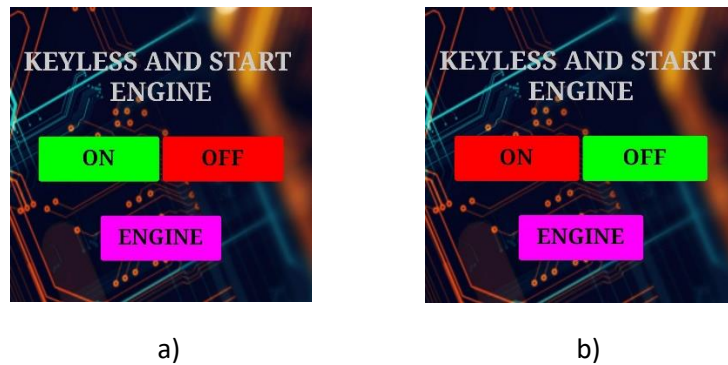 KEYLESS AND START
ENGINE
ON OFF
ENGINE
a)
KEYLESS AND START
ENGINE
ON OFF
ENGINE
b)